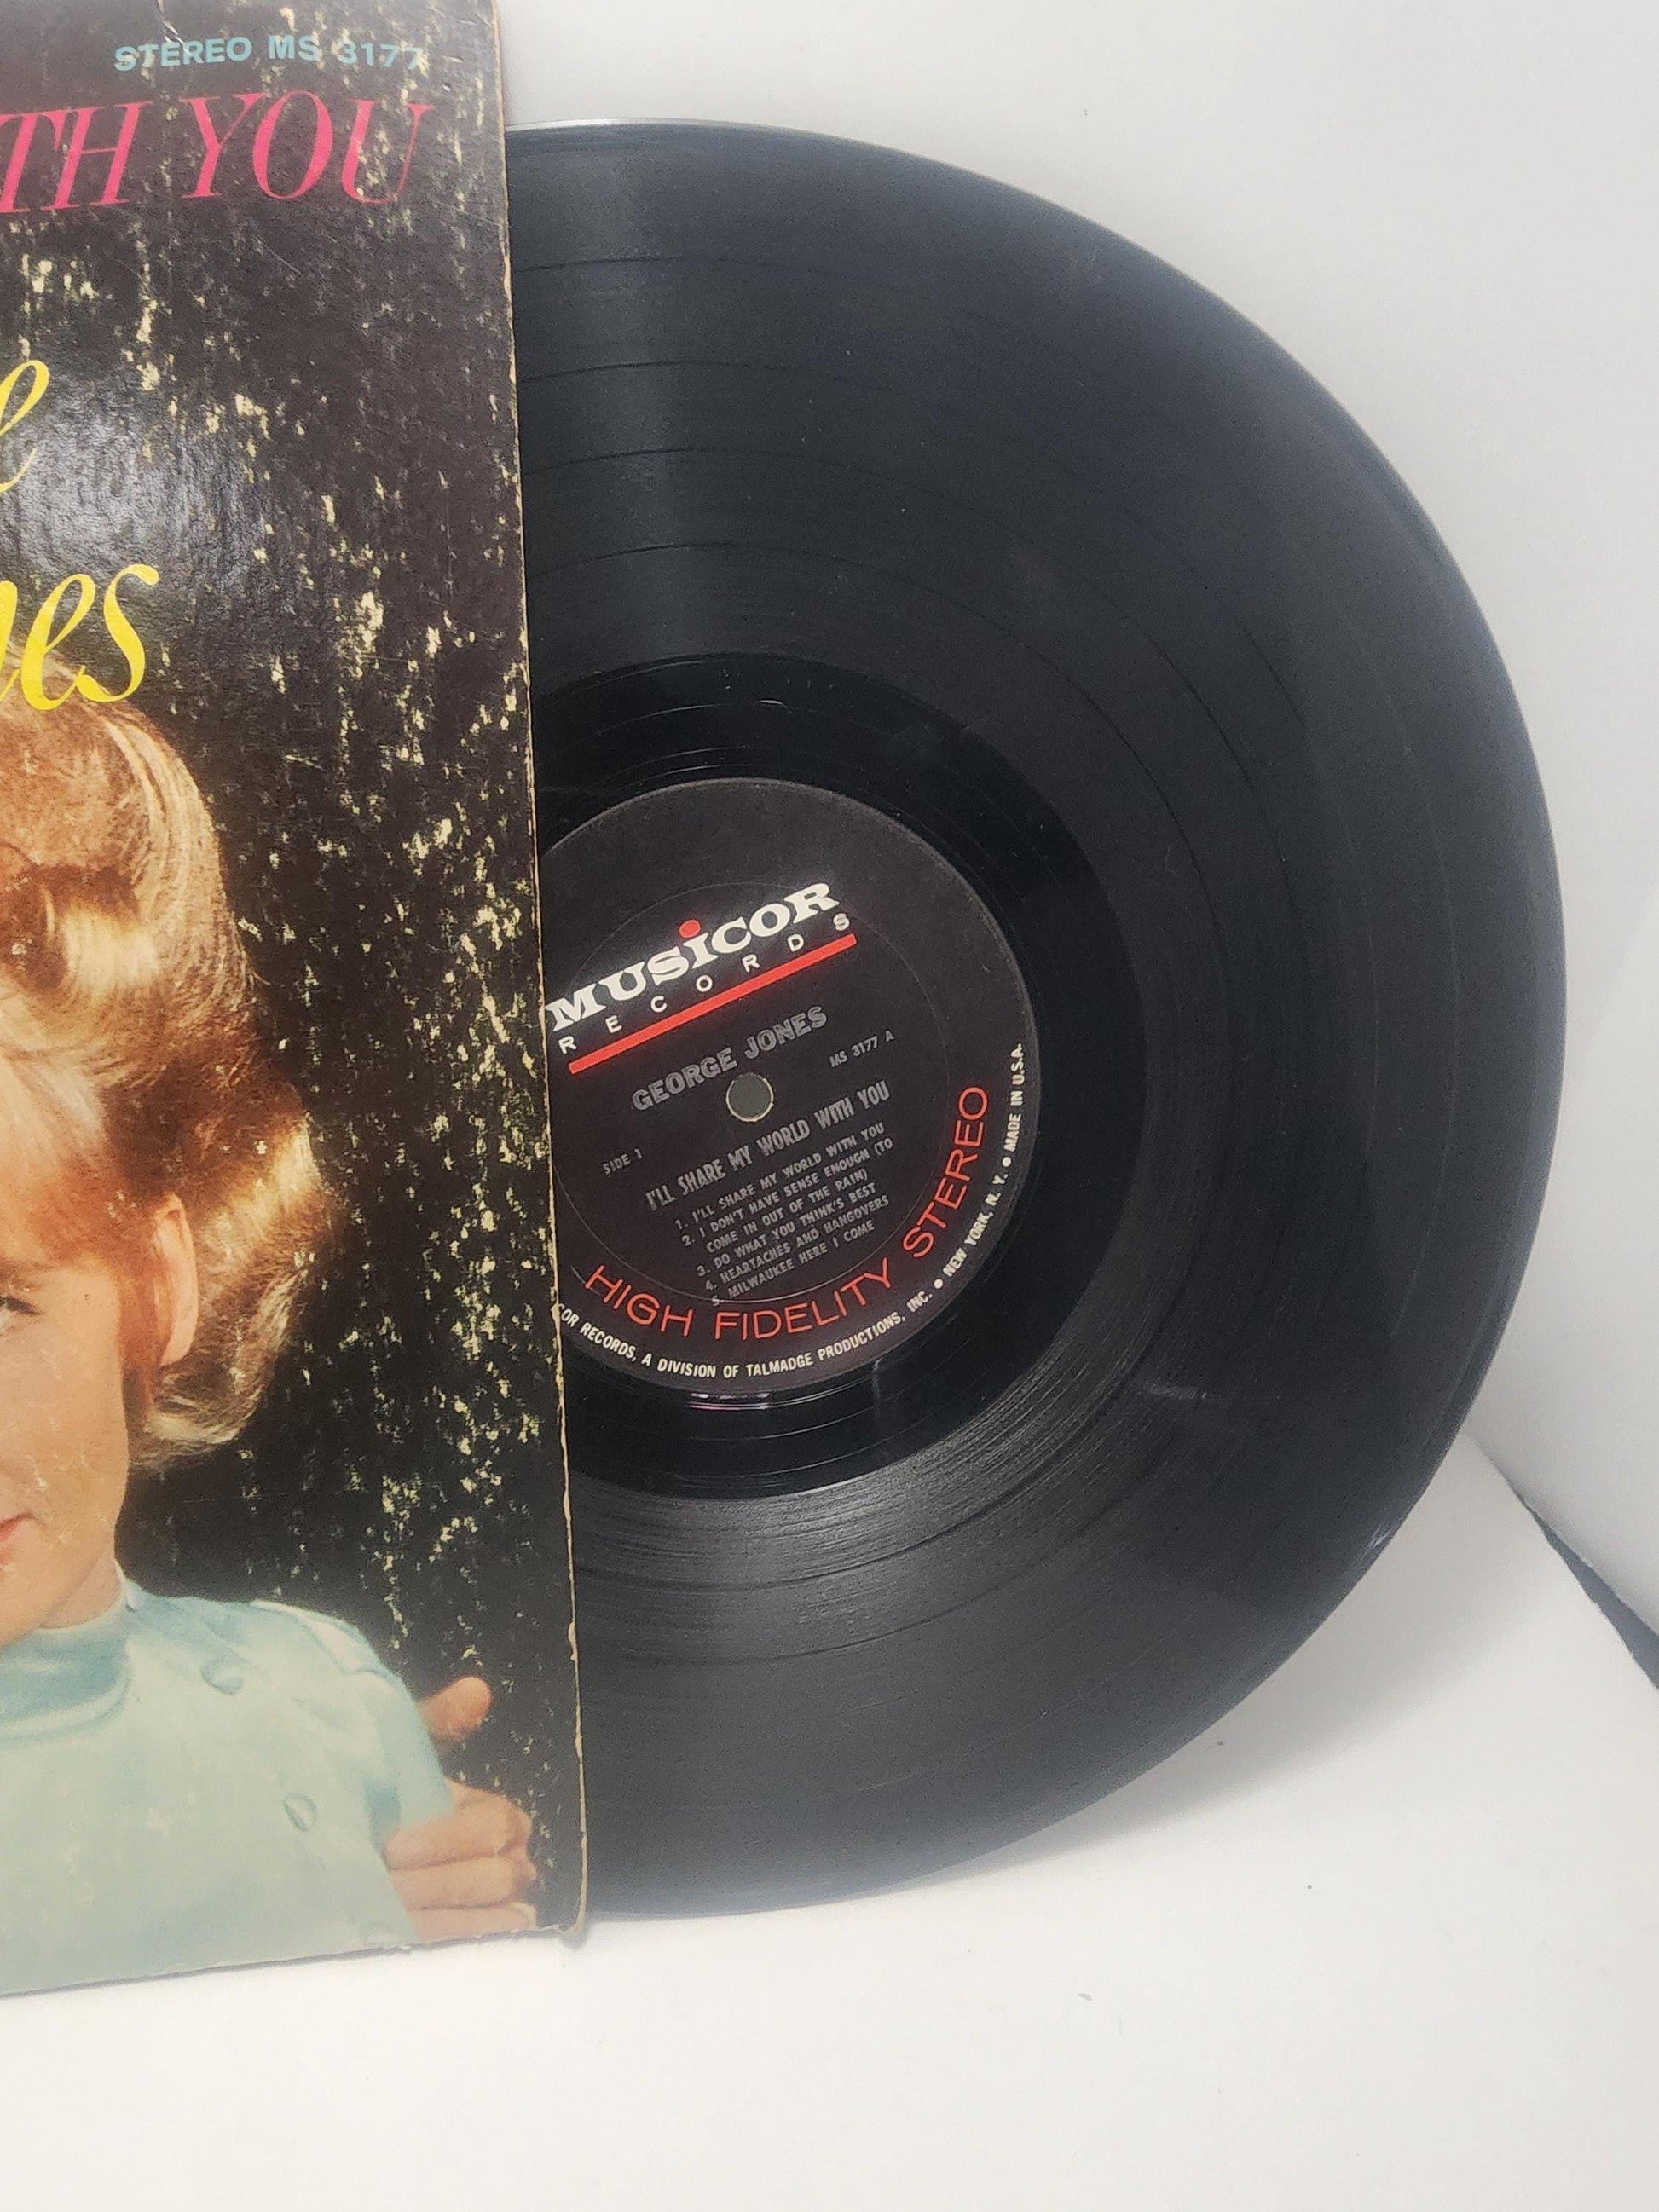 STEREO MS 3177
TH YOU
e
nes
MUSICOR
RECORDS
GEORGE JONES
MS 3177 A
SIDE 1
I'LL SHARE MY WORLD WITH YOU
1. I'LL SHARE MY WORLD WITH YOU
2. I DON'T HAVE SENSE ENOUGH (TO
COME IN OUT OF THE RAIN)
3. DO WHAT YOU THINK'S BEST
4. HEARTACHES AND HANGOVERS
5. MILWAUKEE HERE I COME
HIGH FIDELITY STEREO
COR RECORDS, A DIVISION OF TALMADGE PRODUCTIONS, INC. • NEW YORK, N. Y. • MADE IN U.S.A.